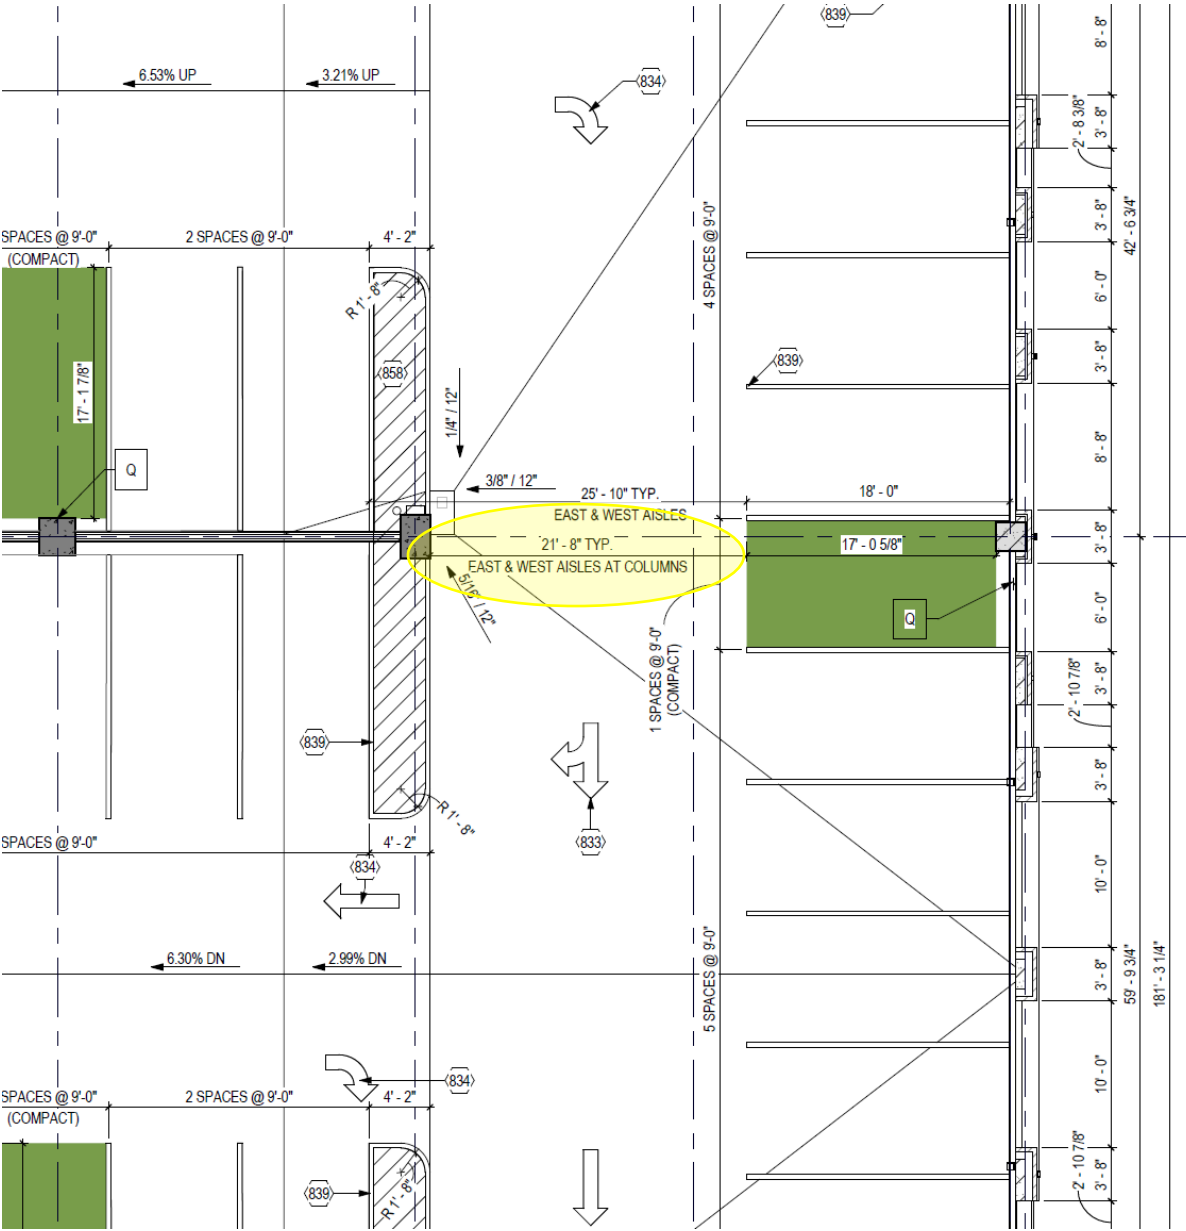 839
8' - 8"
6.53% UP
3.21% UP
834
2' - 8 3/8"
3' - 8"
SPACES @ 9'-0"
2 SPACES @ 9'-0"
4' - 2"
(COMPACT)
R 1' - 8"
4 SPACES @ 9'-0"
3' - 8"
42' - 6 3/4"
6' - 0"
17' - 1 7/8"
858
839
3' - 8"
1/4" / 12"
8' - 8"
Q
3/8" / 12"
25' - 10" TYP.
18' - 0"
EAST & WEST AISLES
21' - 8" TYP.
17' - 0 5/8"
3' - 8"
EAST & WEST AISLES AT COLUMNS
5/16" / 12"
Q
6' - 0"
1 SPACES @ 9'-0"
(COMPACT)
2' - 10 7/8"
3' - 8"
839
3' - 8"
R 1' - 8"
SPACES @ 9'-0"
4' - 2"
833
834
10' - 0"
6.30% DN
2.99% DN
5 SPACES @ 9'-0"
3' - 8"
59' - 9 3/4"
181' - 3 1/4"
834
10' - 0"
SPACES @ 9'-0"
2 SPACES @ 9'-0"
4' - 2"
(COMPACT)
839
R 1' - 8"
2' - 10 7/8"
3' - 8"